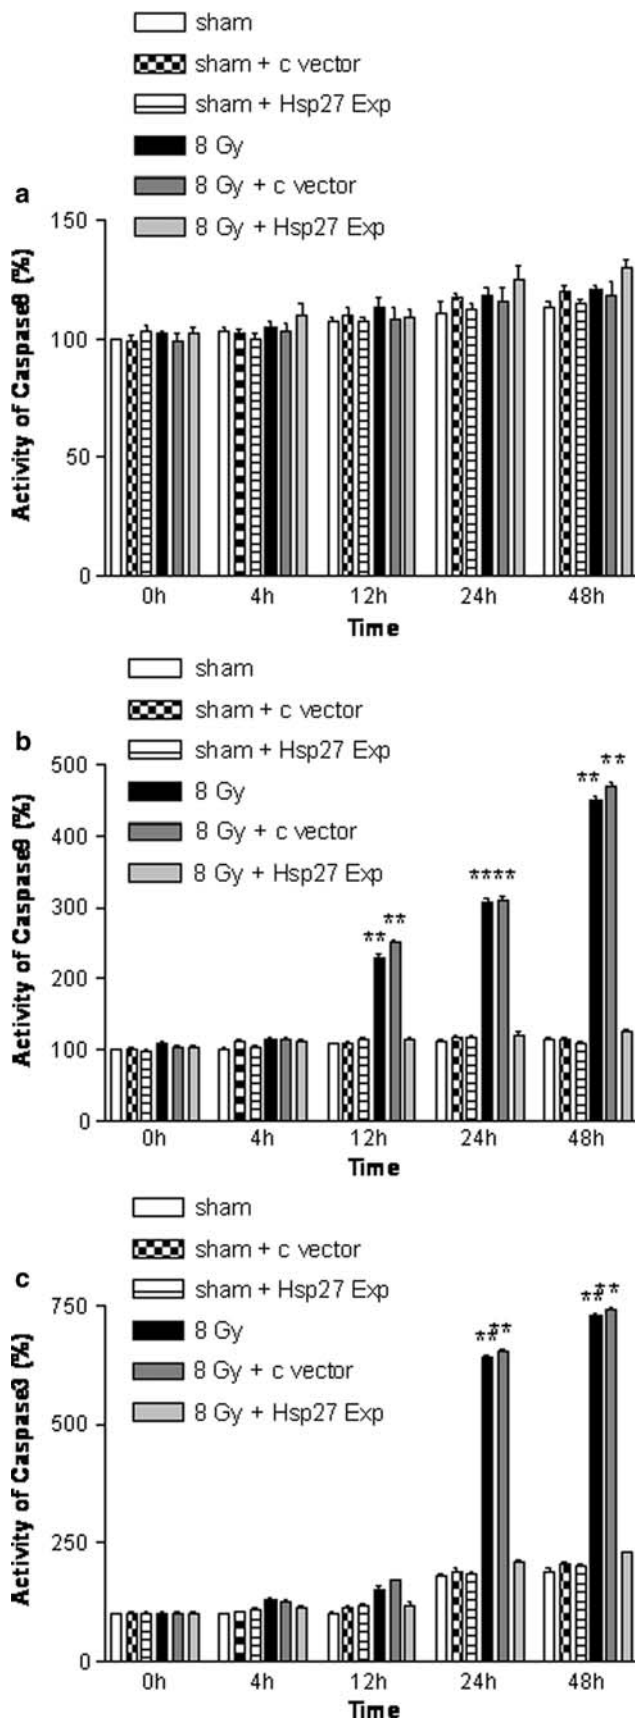 sham
sham + c vector
sham + Hsp27 Exp
8 Gy
8 Gy + c vector
8 Gy + Hsp27 Exp
a
Activity of Caspase8 (%)
150
100
50
0
0h 4h 12h 24h 48h
Time
sham
sham + c vector
sham + Hsp27 Exp
8 Gy
8 Gy + c vector
8 Gy + Hsp27 Exp
b
Activity of Caspase9 (%)
500
400
300
200
100
0
** ** **** ** **
0h 4h 12h 24h 48h
Time
sham
sham + c vector
sham + Hsp27 Exp
8 Gy
8 Gy + c vector
8 Gy + Hsp27 Exp
c
Activity of Caspase3 (%)
750
500
250
0
** ** ** **
0h 4h 12h 24h 48h
Time